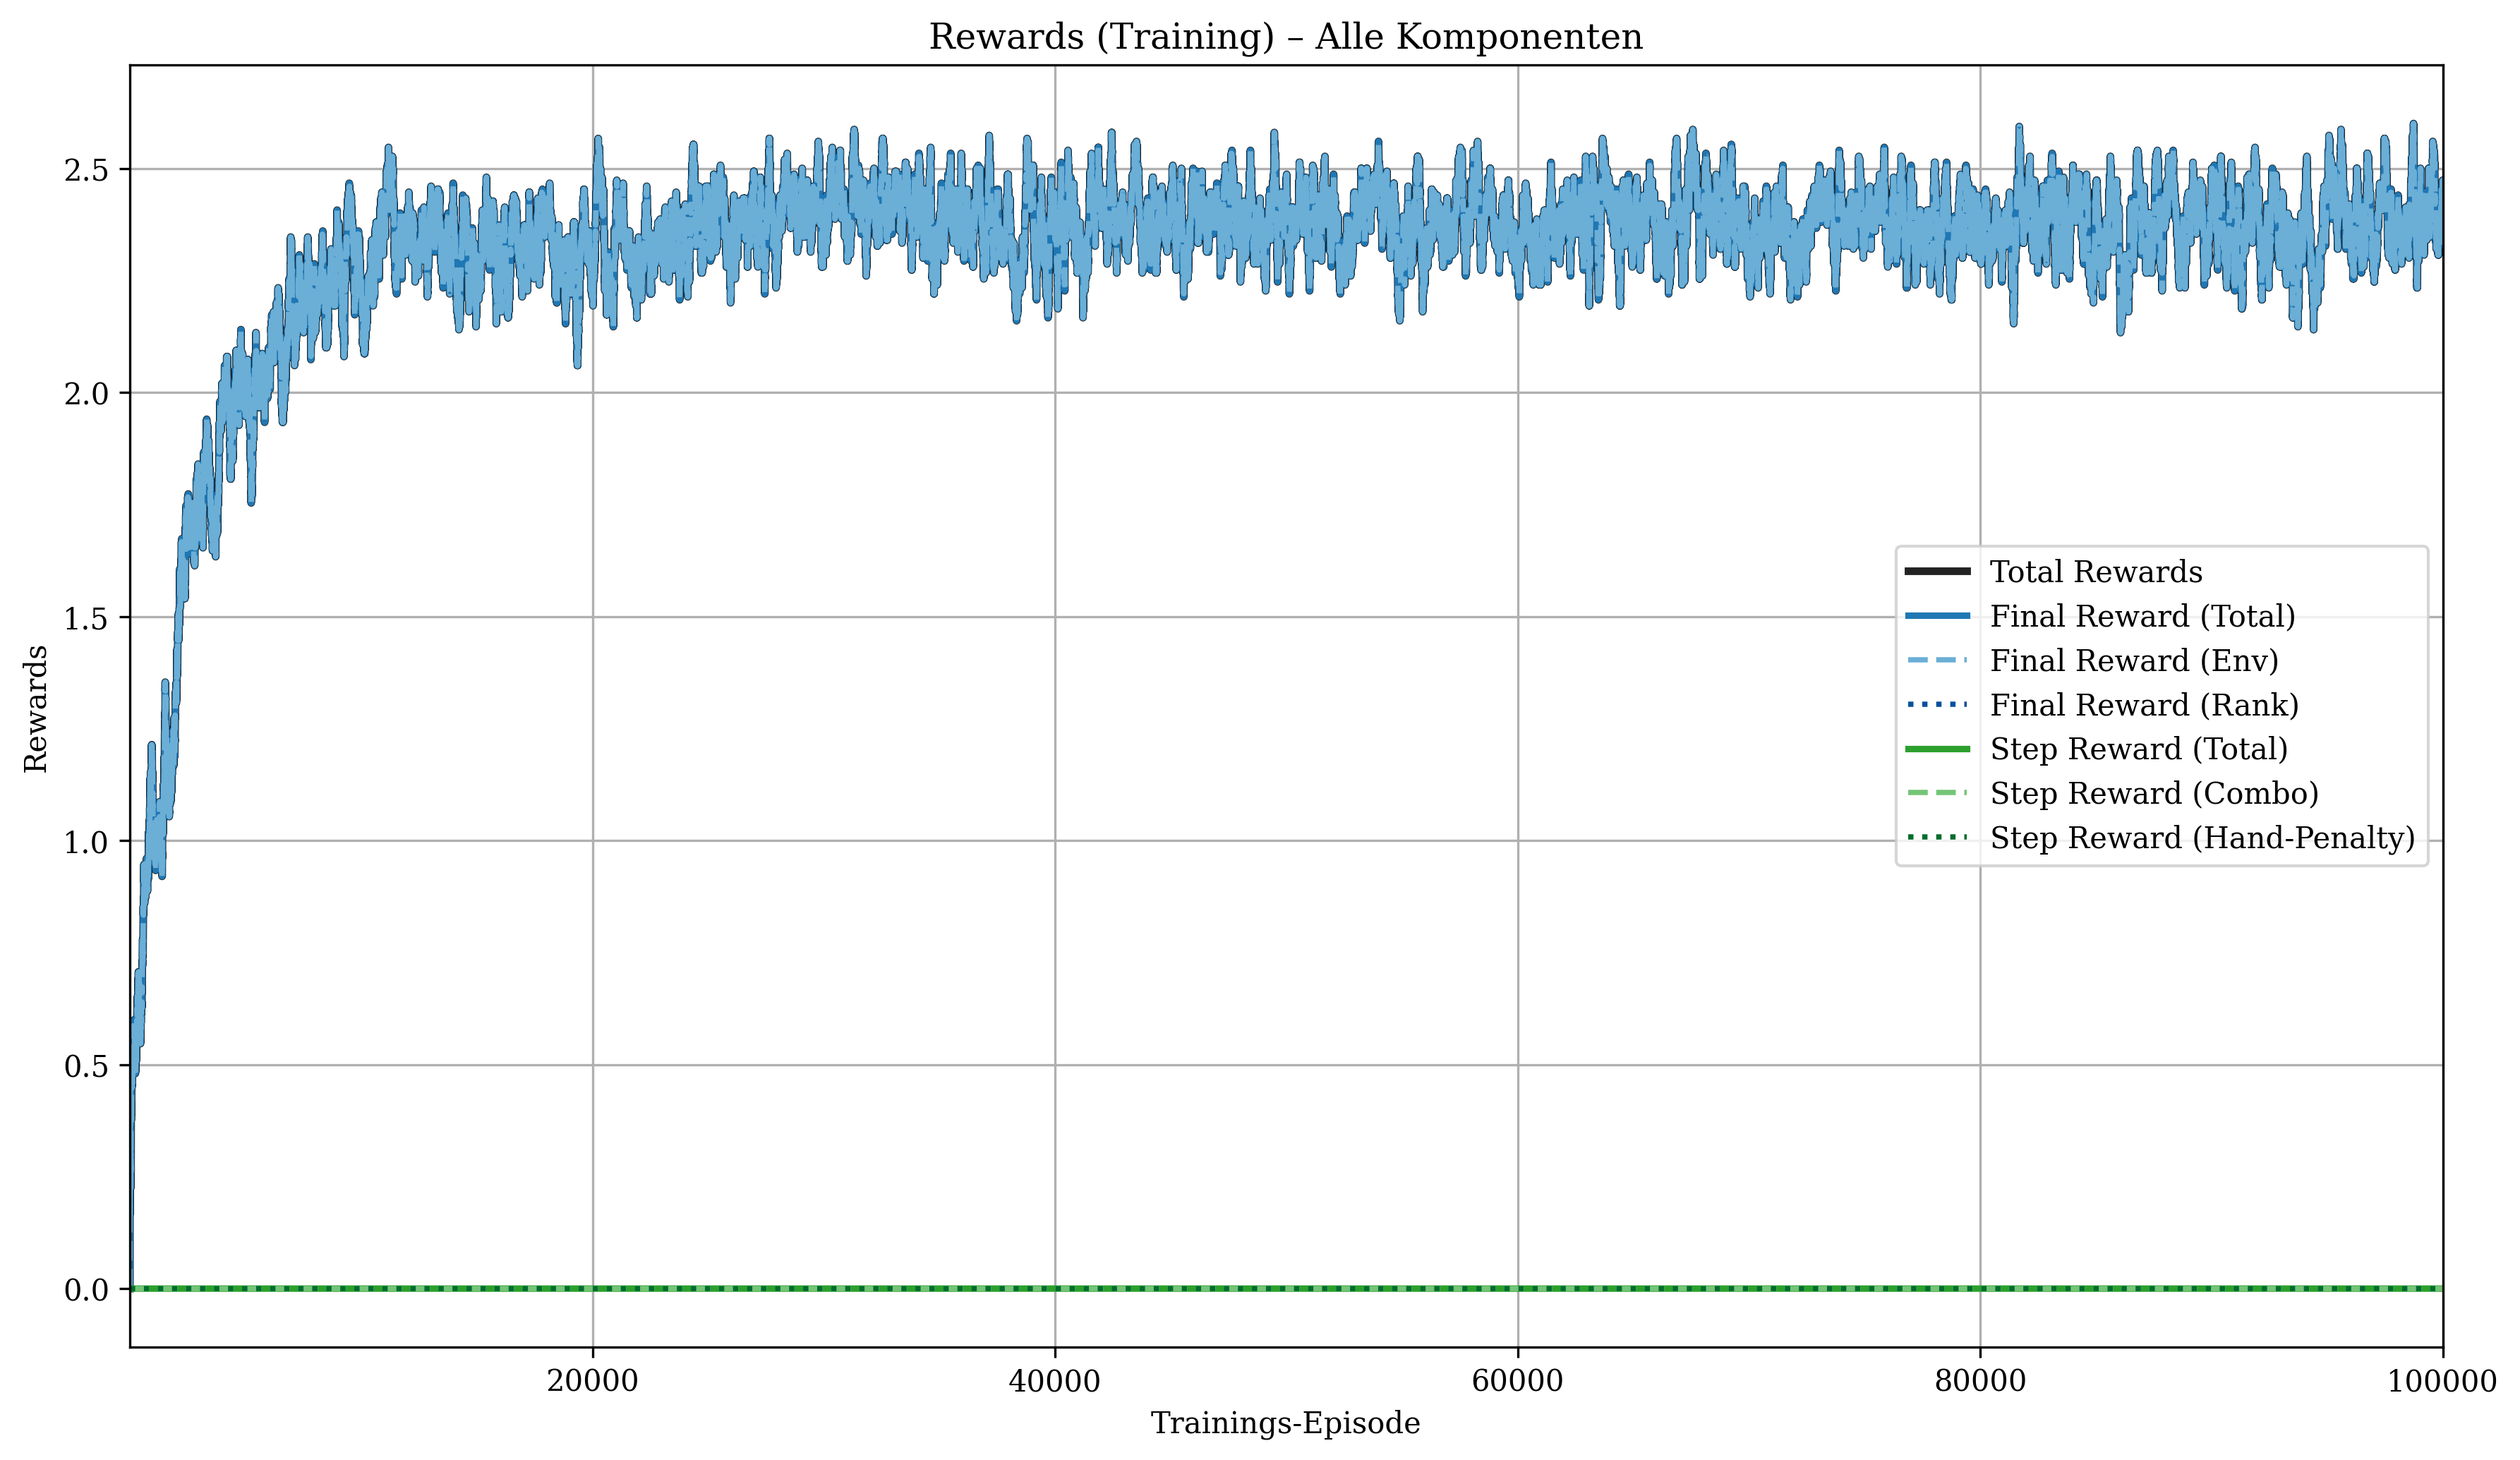 Rewards (Training) – Alle Komponenten
Rewards
2.5
2.0
1.5
1.0
0.5
0.0
Total Rewards
Final Reward (Total)
Final Reward (Env)
Final Reward (Rank)
Step Reward (Total)
Step Reward (Combo)
Step Reward (Hand-Penalty)
20000 40000 60000 80000 100000
Trainings-Episode